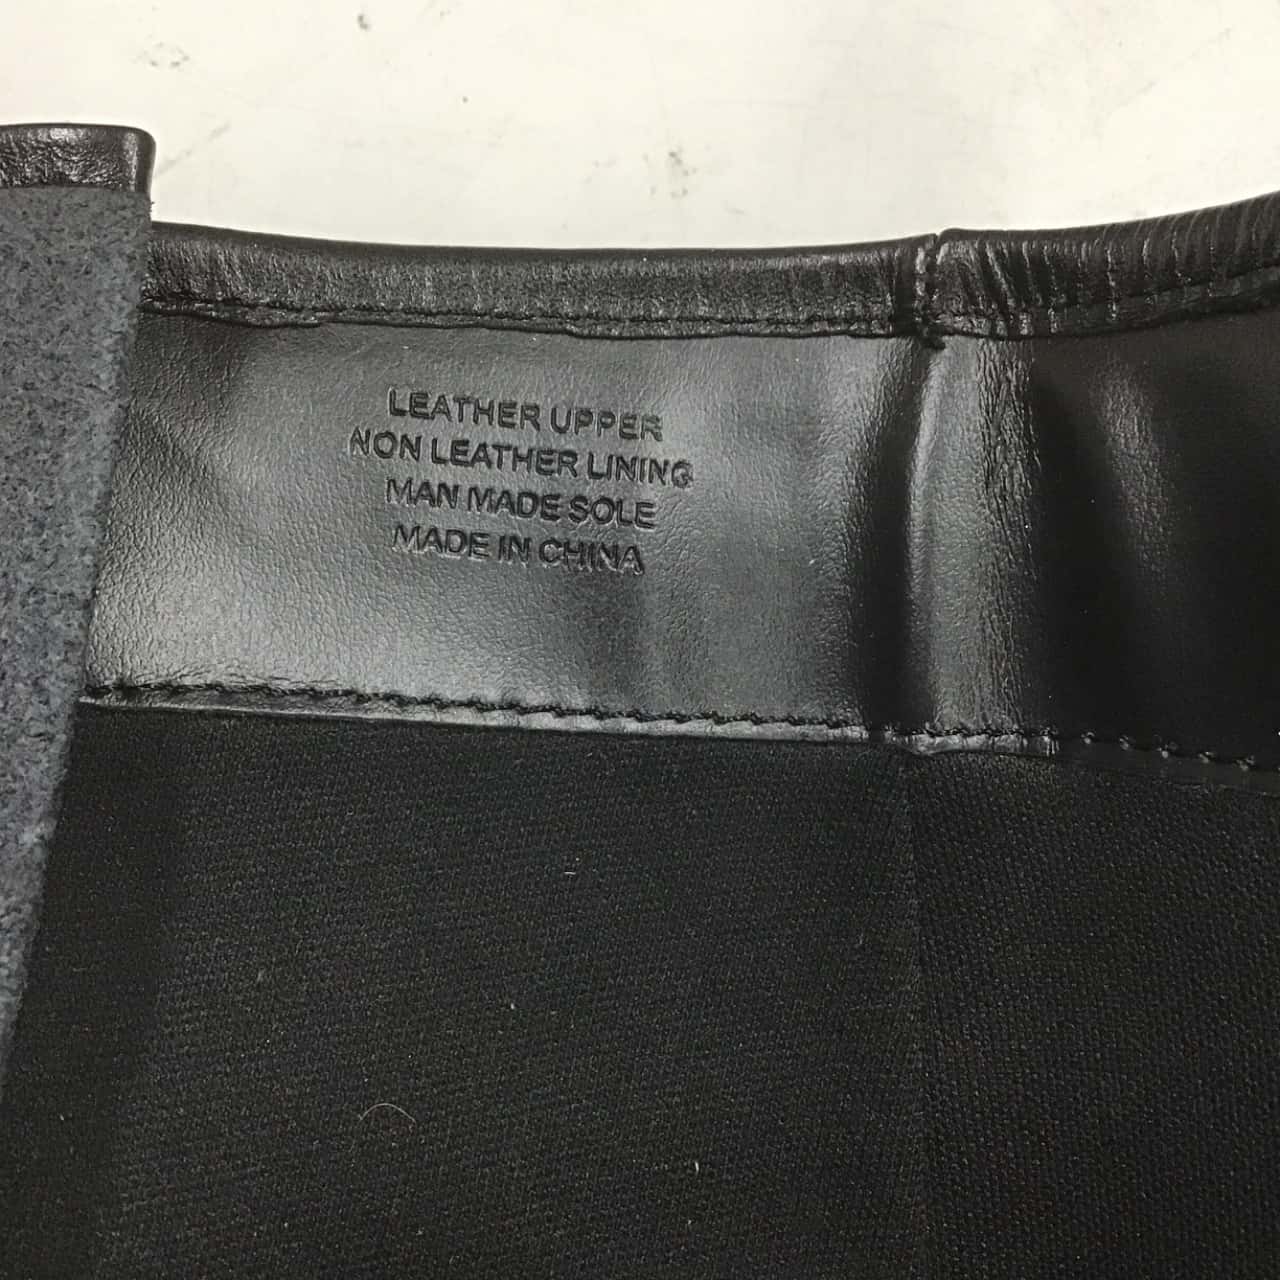 LEATHER UPPER
NON LEATHER LINING
MAN MADE SOLE
MADE IN CHINA